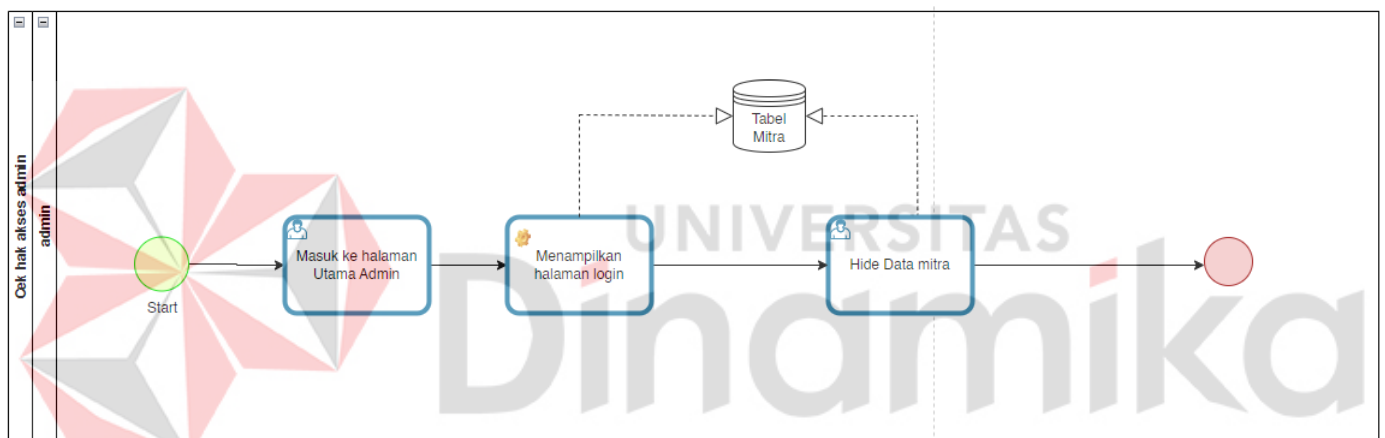 Cek hak akses admin
admin
Tabel
Mitra
UNIVERSITAS
Dinamika
Masuk ke halaman
Utama Admin
Menampilkan
halaman login
Hide Data mitra
Start